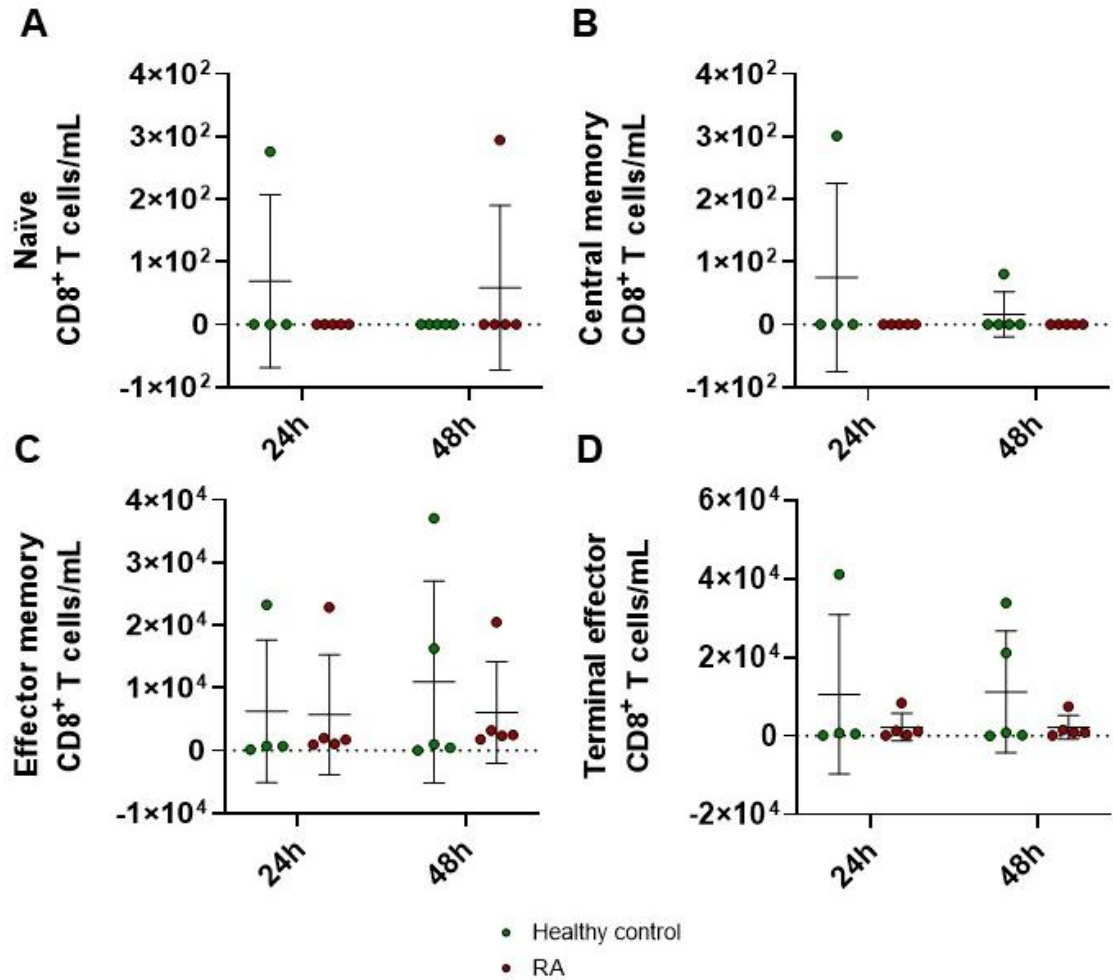 A
Naïve
CD8⁺ T cells/mL
4×10²
3×10²
2×10²
1×10²
0
-1×10²
24h
48h
B
Central memory
CD8⁺ T cells/mL
4×10²
3×10²
2×10²
1×10²
0
-1×10²
24h
48h
C
Effector memory
CD8⁺ T cells/mL
4×10⁴
3×10⁴
2×10⁴
1×10⁴
0
-1×10⁴
24h
48h
D
Terminal effector
CD8⁺ T cells/mL
6×10⁴
4×10⁴
2×10⁴
0
-2×10⁴
24h
48h
Healthy control
RA